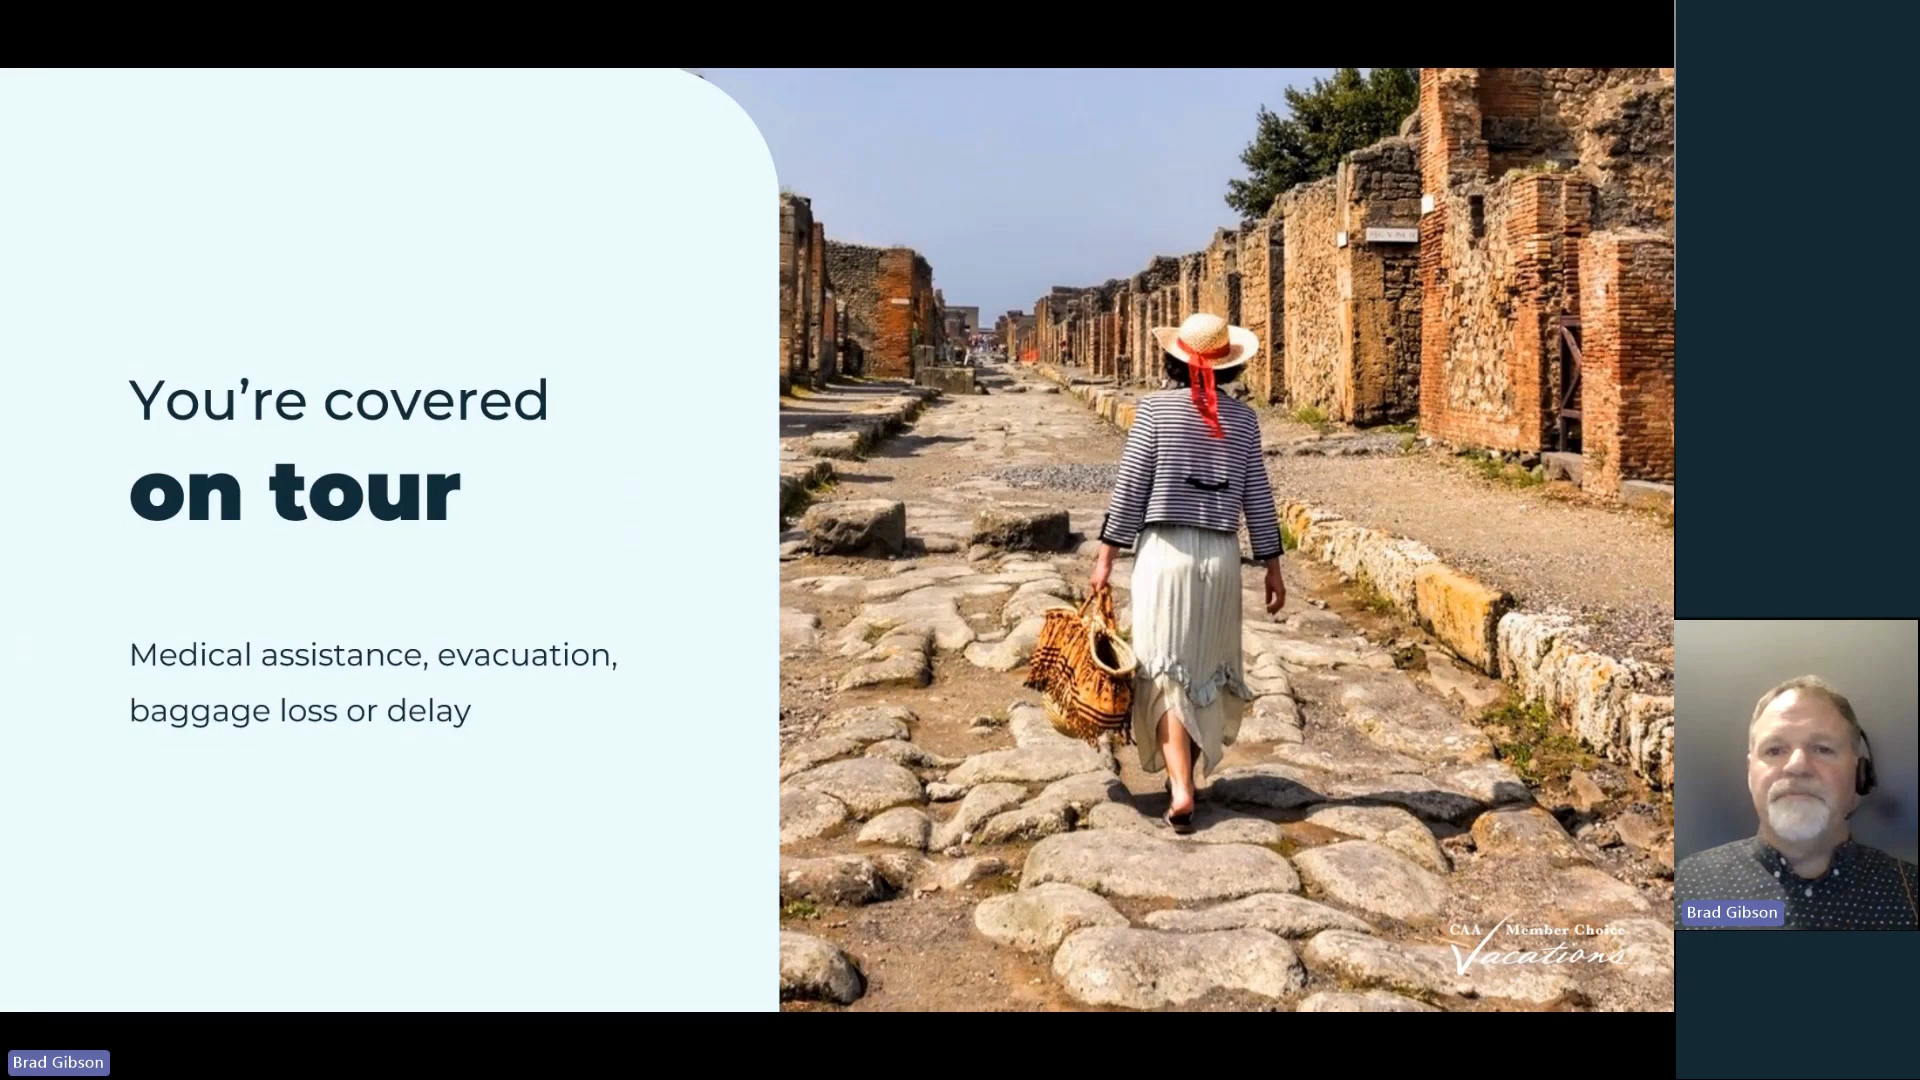 You’re covered
on tour
Medical assistance, evacuation,
baggage loss or delay
CAA Member Choice
Vacations
Brad Gibson
Brad Gibson